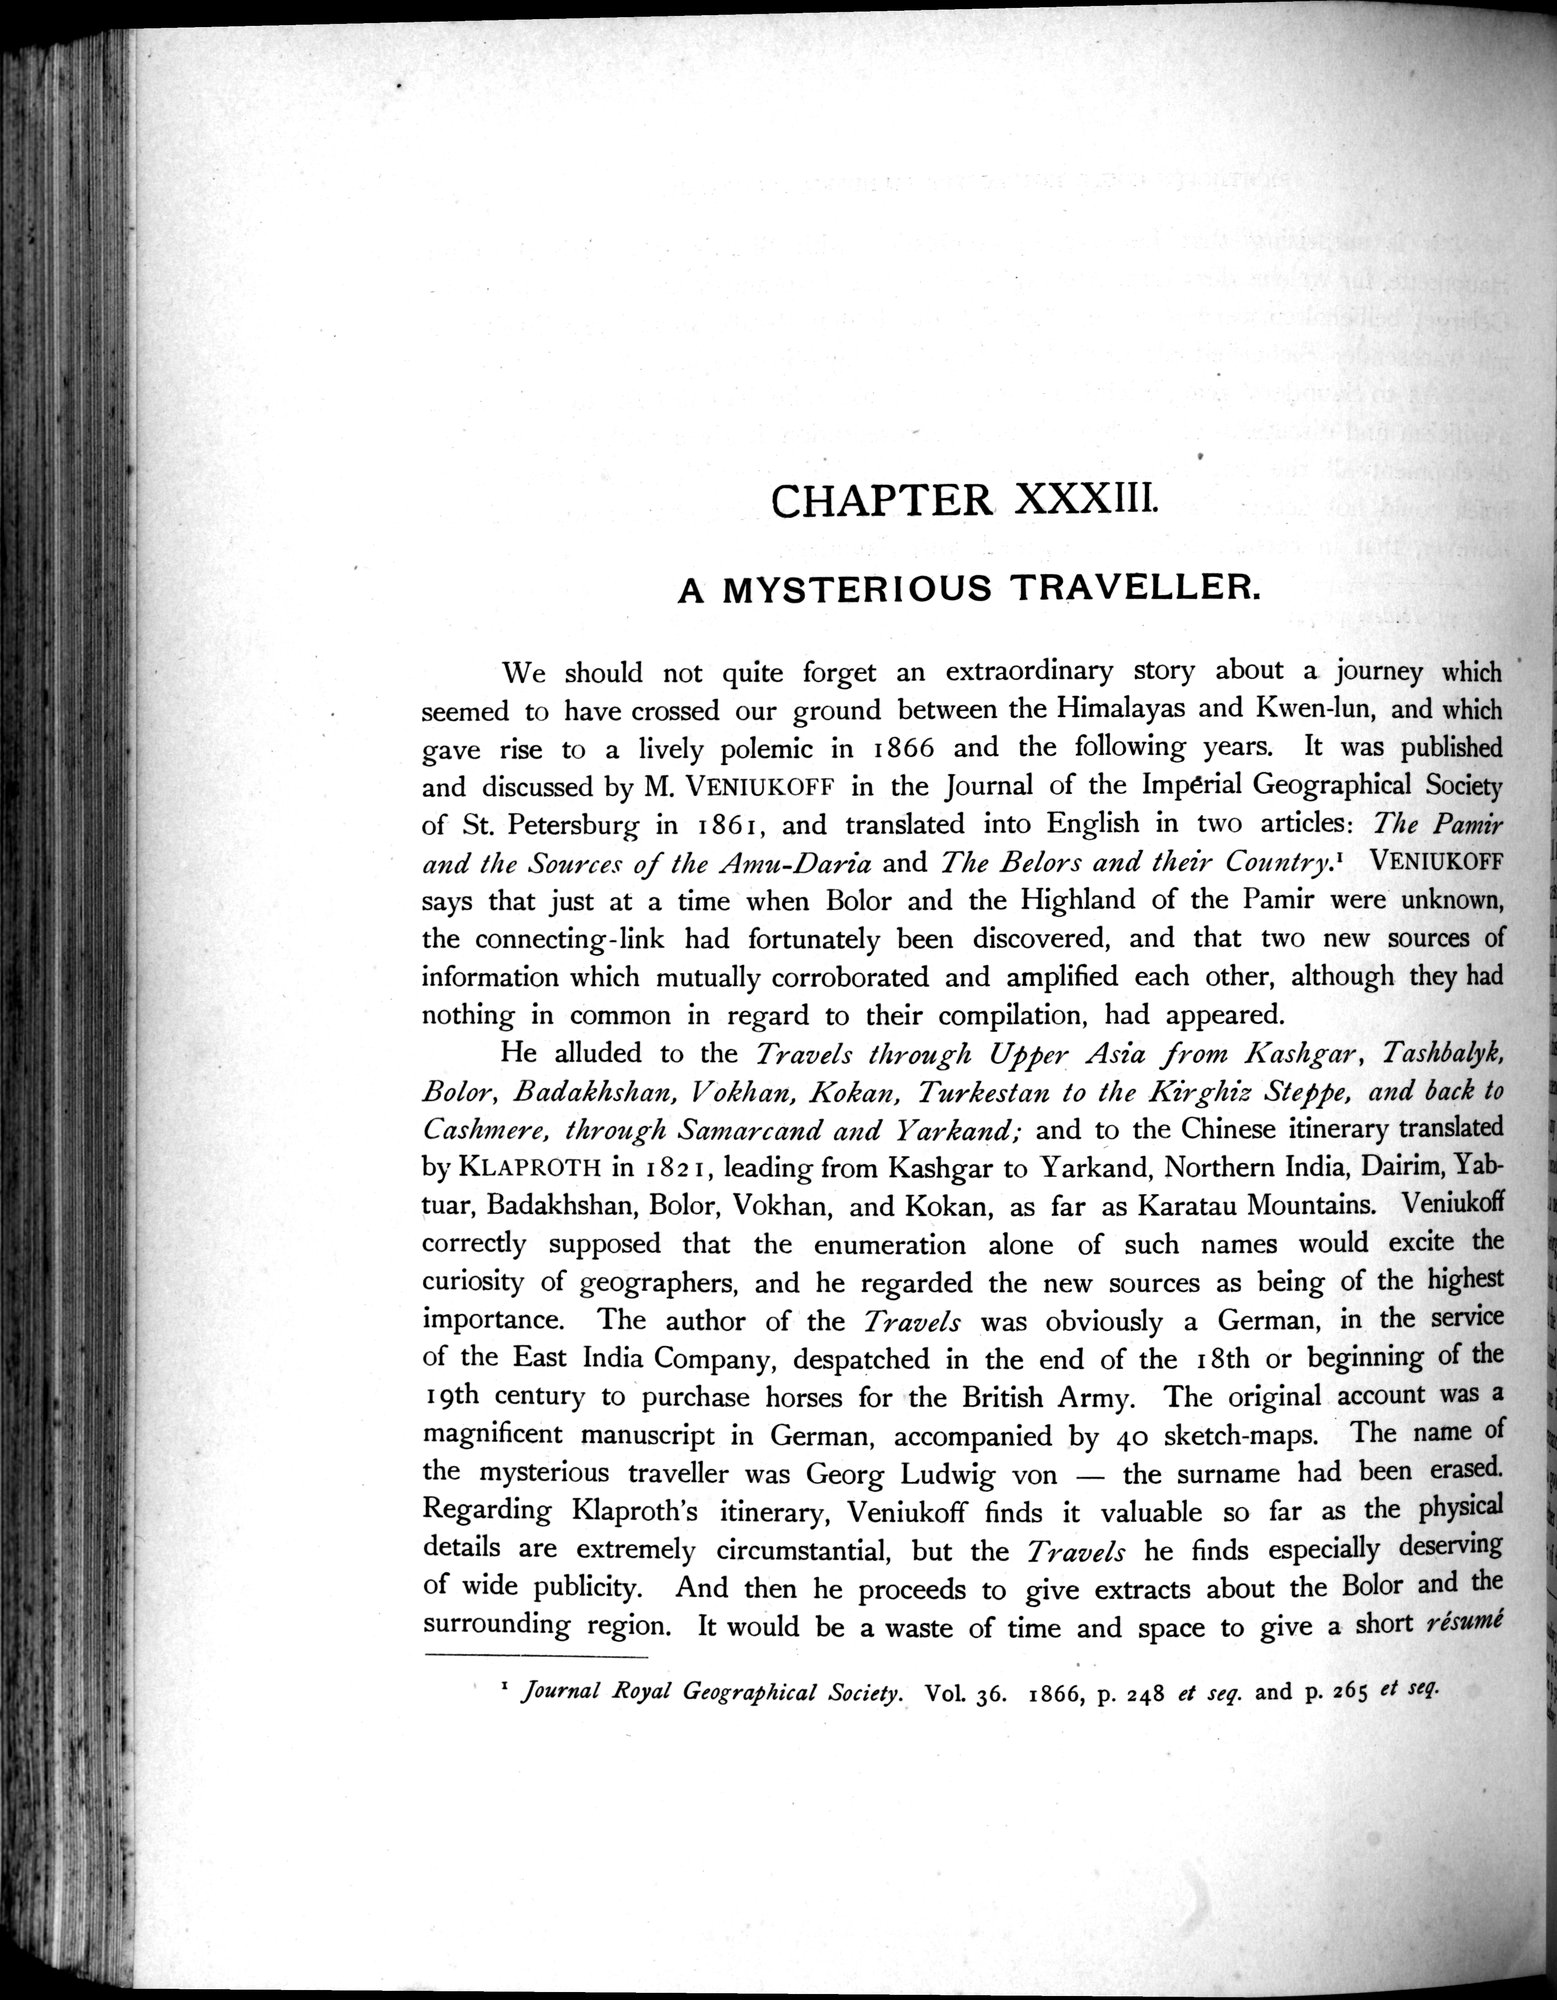 CHAPTER XXXIII.
A MYSTERIOUS TRAVELLER.
We should not quite forget an extraordinary story about a journey which
seemed to have crossed our ground between the Himalayas and Kwen-lun, and which
gave rise to a lively polemic in 1866 and the following years. It was published
and discussed by M. VENIUKOFF in the Journal of the Imperial Geographical Society
of St. Petersburg in 1861, and translated into English in two articles: The Pamir
and the Sources of the Amu-Daria and The Belors and their Country.¹ VENIUKOFF
says that just at a time when Bolor and the Highland of the Pamir were unknown,
the connecting-link had fortunately been discovered, and that two new sources of
information which mutually corroborated and amplified each other, although they had
nothing in common in regard to their compilation, had appeared.
He alluded to the Travels through Upper Asia from Kashgar, Tashbalyk,
Bolor, Badakhshan, Vokhan, Kokan, Turkestan to the Kirghiz Steppe, and back to
Cashmere, through Samarcand and Yarkand; and to the Chinese itinerary translated
by KLAPROTH in 1821, leading from Kashgar to Yarkand, Northern India, Dairim, Yab-
tuar, Badakhshan, Bolor, Vokhan, and Kokan, as far as Karatau Mountains. Veniukoff
correctly supposed that the enumeration alone of such names would excite the
curiosity of geographers, and he regarded the new sources as being of the highest
importance. The author of the Travels was obviously a German, in the service
of the East India Company, despatched in the end of the 18th or beginning of the
19th century to purchase horses for the British Army. The original account was a
magnificent manuscript in German, accompanied by 40 sketch-maps. The name of
the mysterious traveller was Georg Ludwig von — the surname had been erased.
Regarding Klaproth's itinerary, Veniukoff finds it valuable so far as the physical
details are extremely circumstantial, but the Travels he finds especially deserving
of wide publicity. And then he proceeds to give extracts about the Bolor and the
surrounding region. It would be a waste of time and space to give a short résumé
¹ Journal Royal Geographical Society. Vol. 36. 1866, p. 248 et seq. and p. 265 et seq.